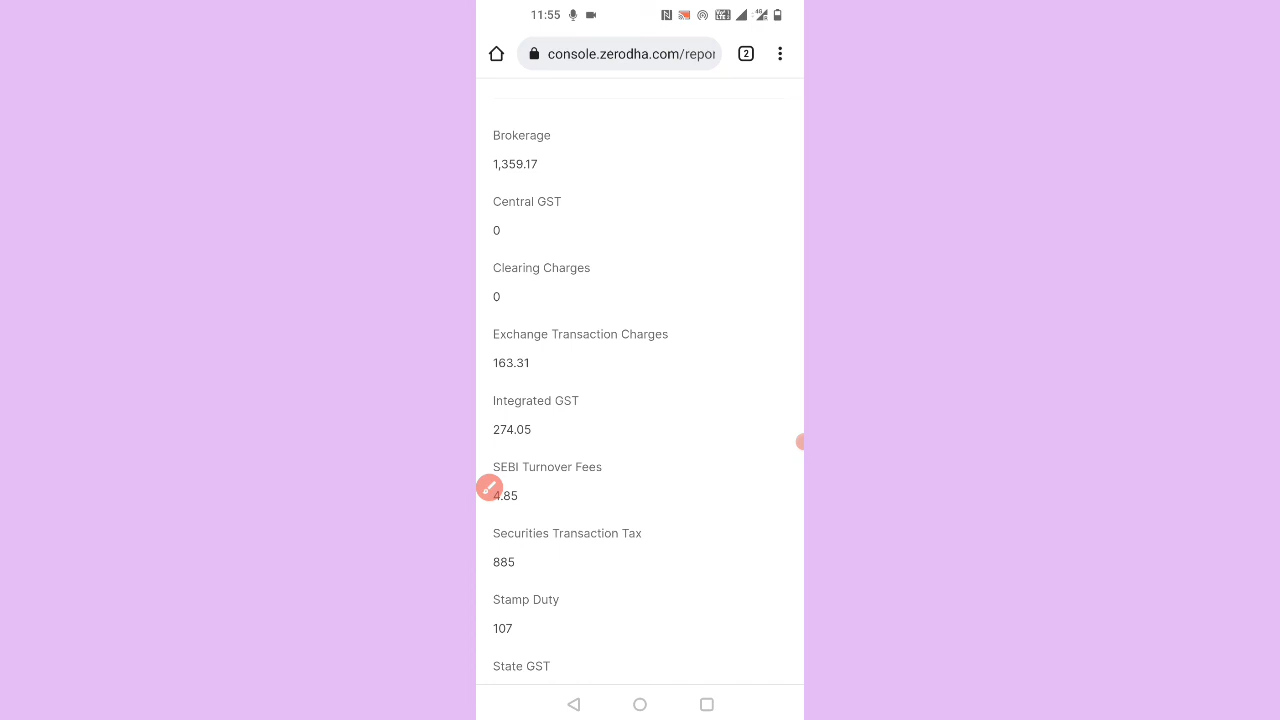 11:55
console.zerodha.com/repor
2
Brokerage
1,359.17
Central GST
0
Clearing Charges
0
Exchange Transaction Charges
163.31
Integrated GST
274.05
SEBI Turnover Fees
4.85
Securities Transaction Tax
885
Stamp Duty
107
State GST